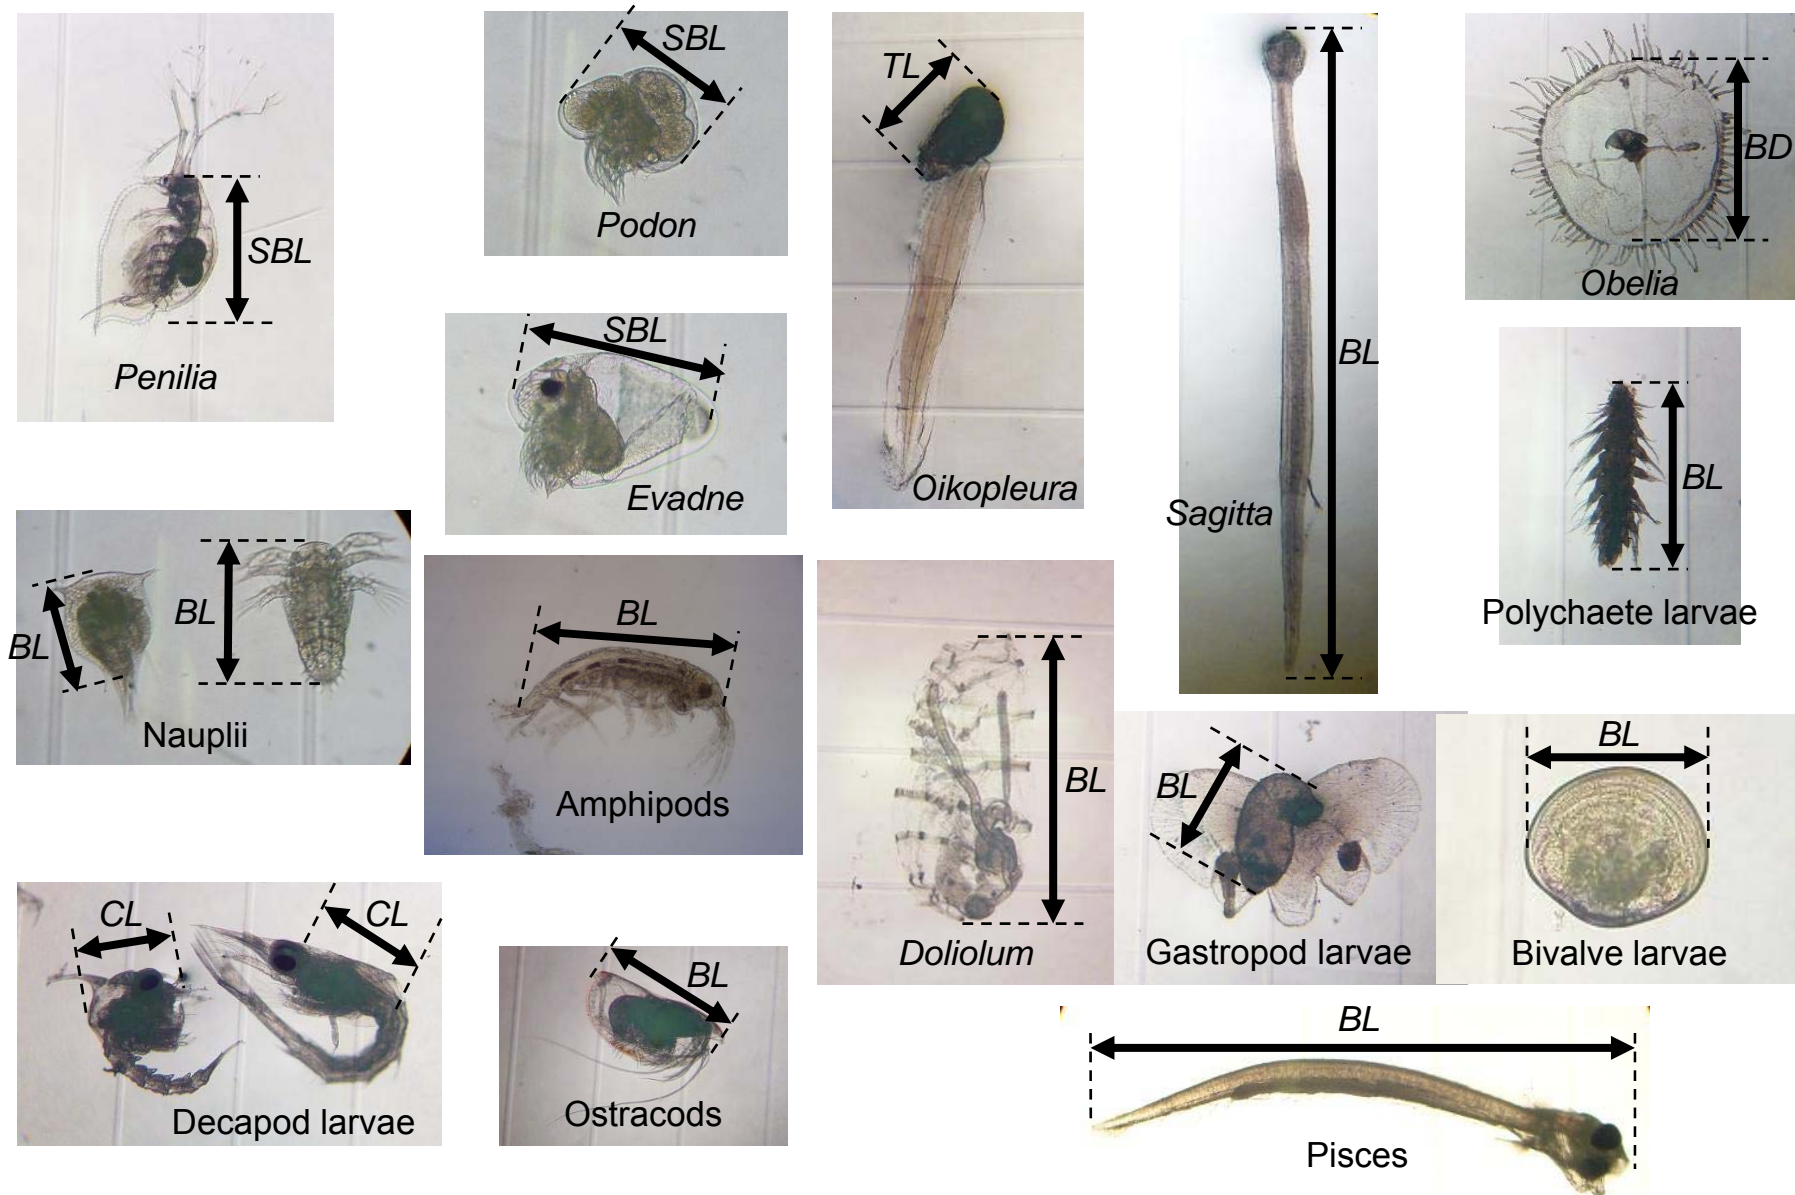 SBL
Penilia
SBL
Podon
SBL
Evadne
TL
Oikopleura
BL
Sagitta
BD
Obelia
BL
Polychaete larvae
BL
BL
Nauplii
BL
Amphipods
BL
Doliolum
BL
Gastropod larvae
BL
Bivalve larvae
CL
CL
Decapod larvae
BL
Ostracods
BL
Pisces